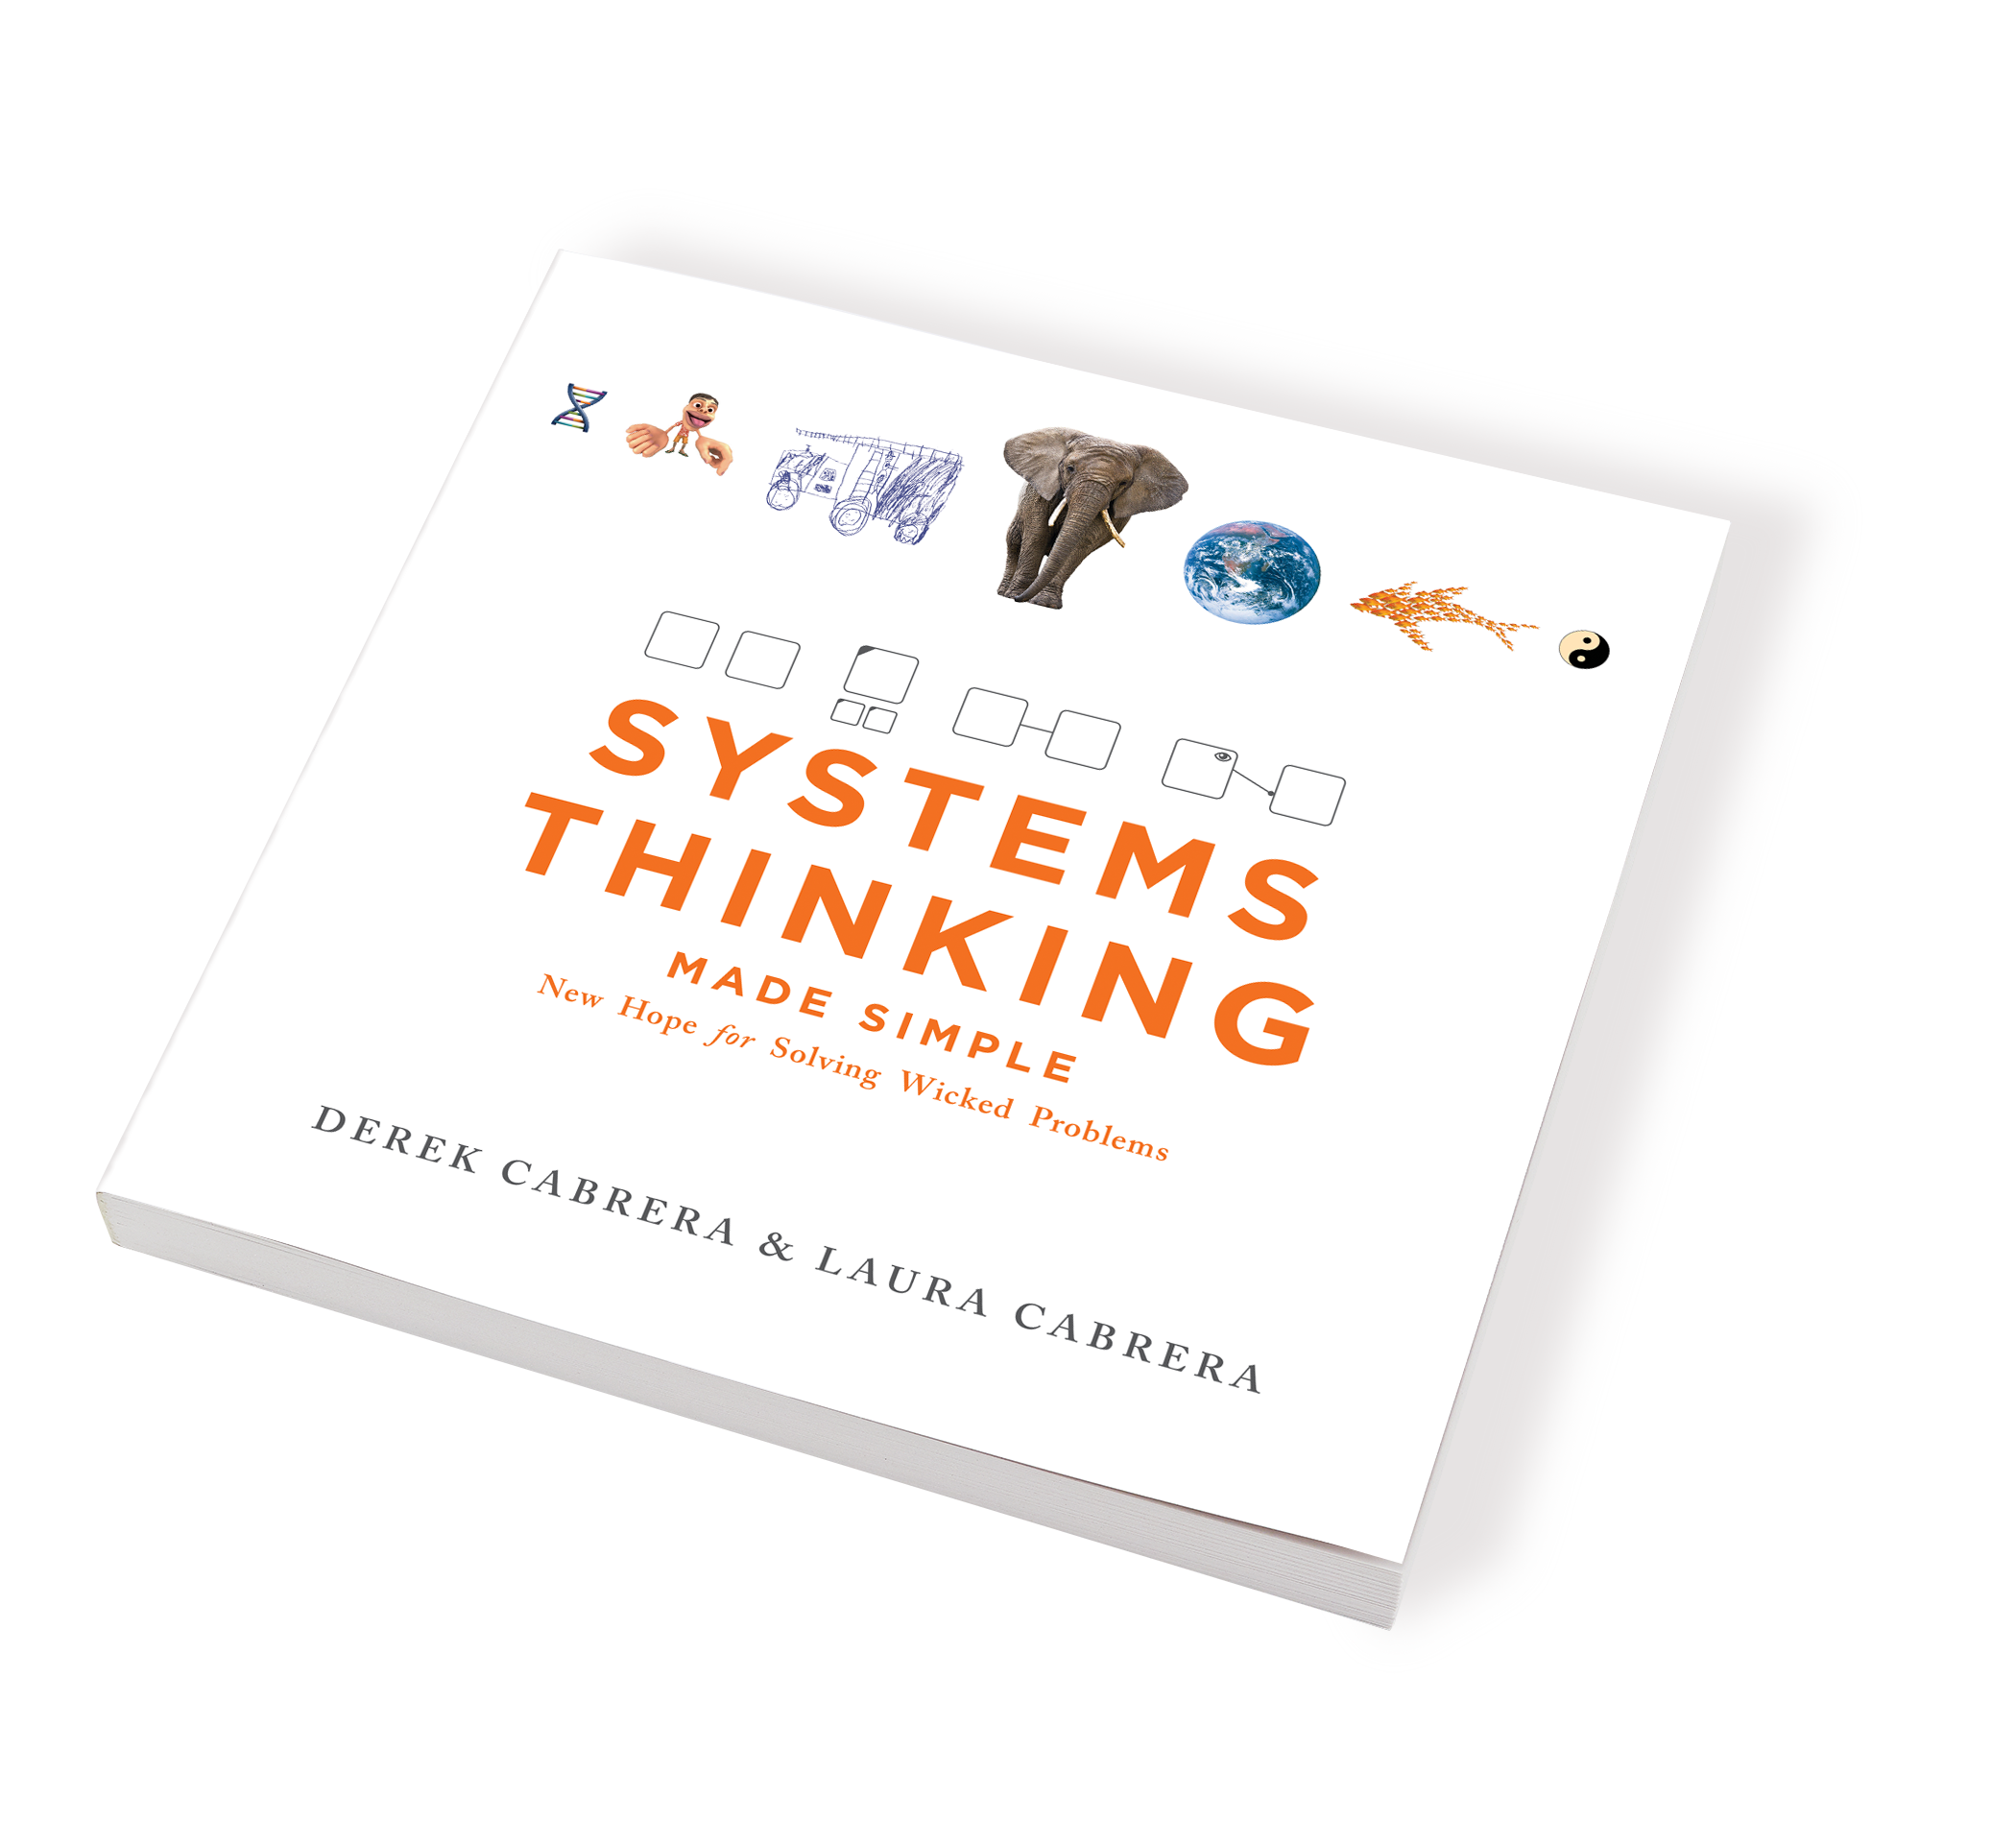 SYSTEMS
THINKING
MADE SIMPLE
New Hope for Solving Wicked Problems
DEREK CABRERA & LAURA CABRERA